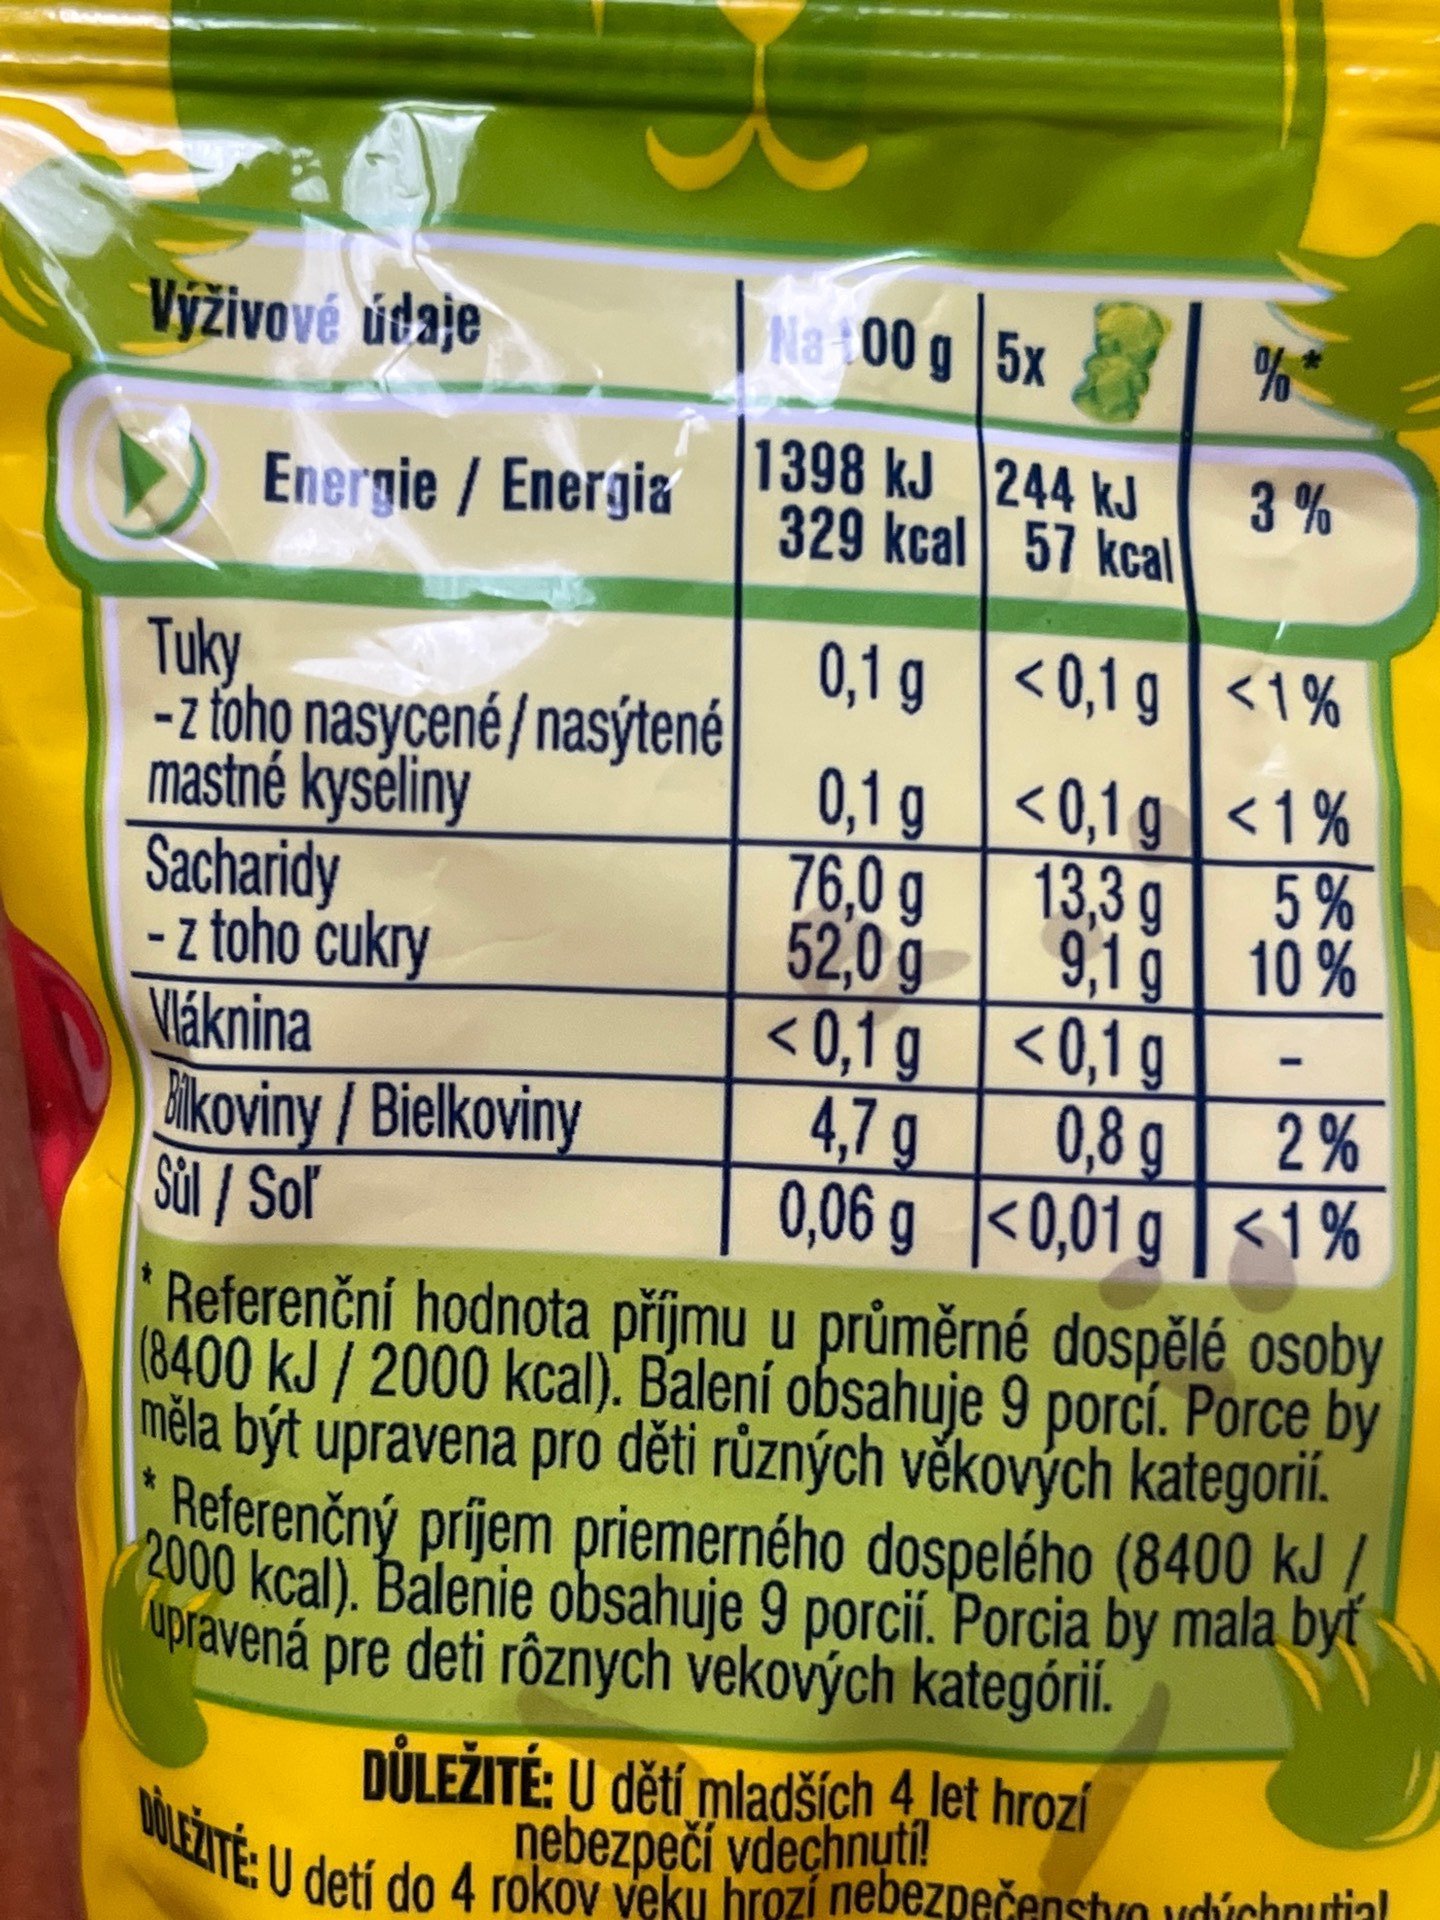 Výživové údaje Na 100 g 5x %*
Energie / Energia 1398 kJ 244 kJ 3 %
329 kcal 57 kcal
Tuky 0,1 g <0,1 g <1 %
- z toho nasycené / nasýtené
mastné kyseliny 0,1 g <0,1 g <1 %
Sacharidy 76,0 g 13,3 g 5 %
- z toho cukry 52,0 g 9,1 g 10 %
Vláknina <0,1 g <0,1 g -
Bílkoviny / Bielkoviny 4,7 g 0,8 g 2 %
Sůl / Soľ 0,06 g <0,01 g <1 %
* Referenční hodnota příjmu u průměrné dospělé osoby
(8400 kJ / 2000 kcal). Balení obsahuje 9 porcí. Porce by
měla být upravena pro děti různých věkových kategorií.
* Referenčný príjem priemerného dospelého (8400 kJ /
2000 kcal). Balenie obsahuje 9 porcií. Porcia by mala byť
upravená pre deti rôznych vekových kategórií.
DŮLEŽITÉ: U dětí mladších 4 let hrozí
nebezpečí vdechnutí!
DÔLEŽITÉ: U detí do 4 rokov veku hrozí nebezpečenstvo vdýchnutia!